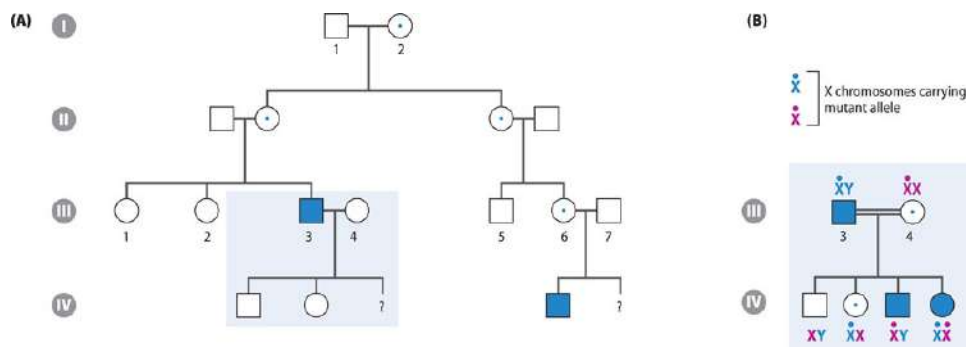 (A)
I
1 2
II
III
1 2 3 4 5 6 7
IV
? ?
(B)
X
X
X chromosomes carrying
mutant allele
XY XX
III
3 4
IV
XY XX XY XX